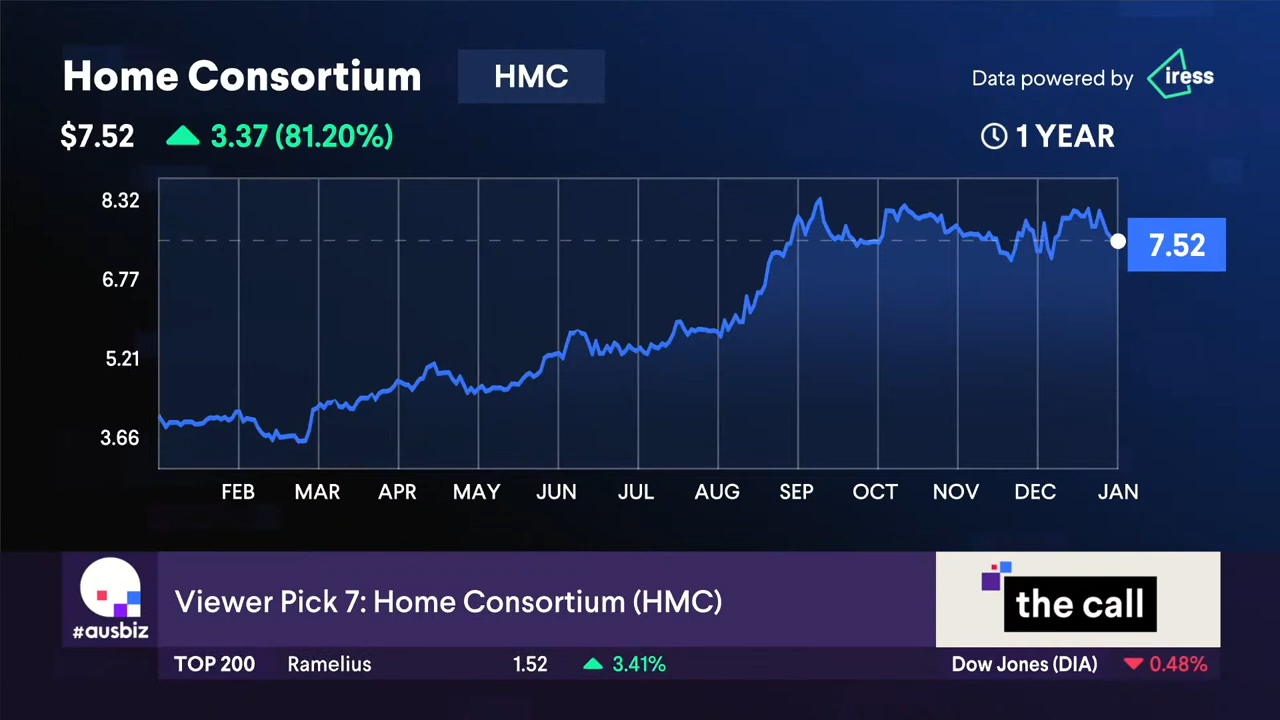 Home Consortium
HMC
Data powered by iress
$7.52 ▲ 3.37 (81.20%)
1 YEAR
8.32
6.77
5.21
3.66
7.52
FEB MAR APR MAY JUN JUL AUG SEP OCT NOV DEC JAN
#ausbiz
Viewer Pick 7: Home Consortium (HMC)
the call
TOP 200 Ramelius 1.52 ▲ 3.41% Dow Jones (DIA) ▼ 0.48%